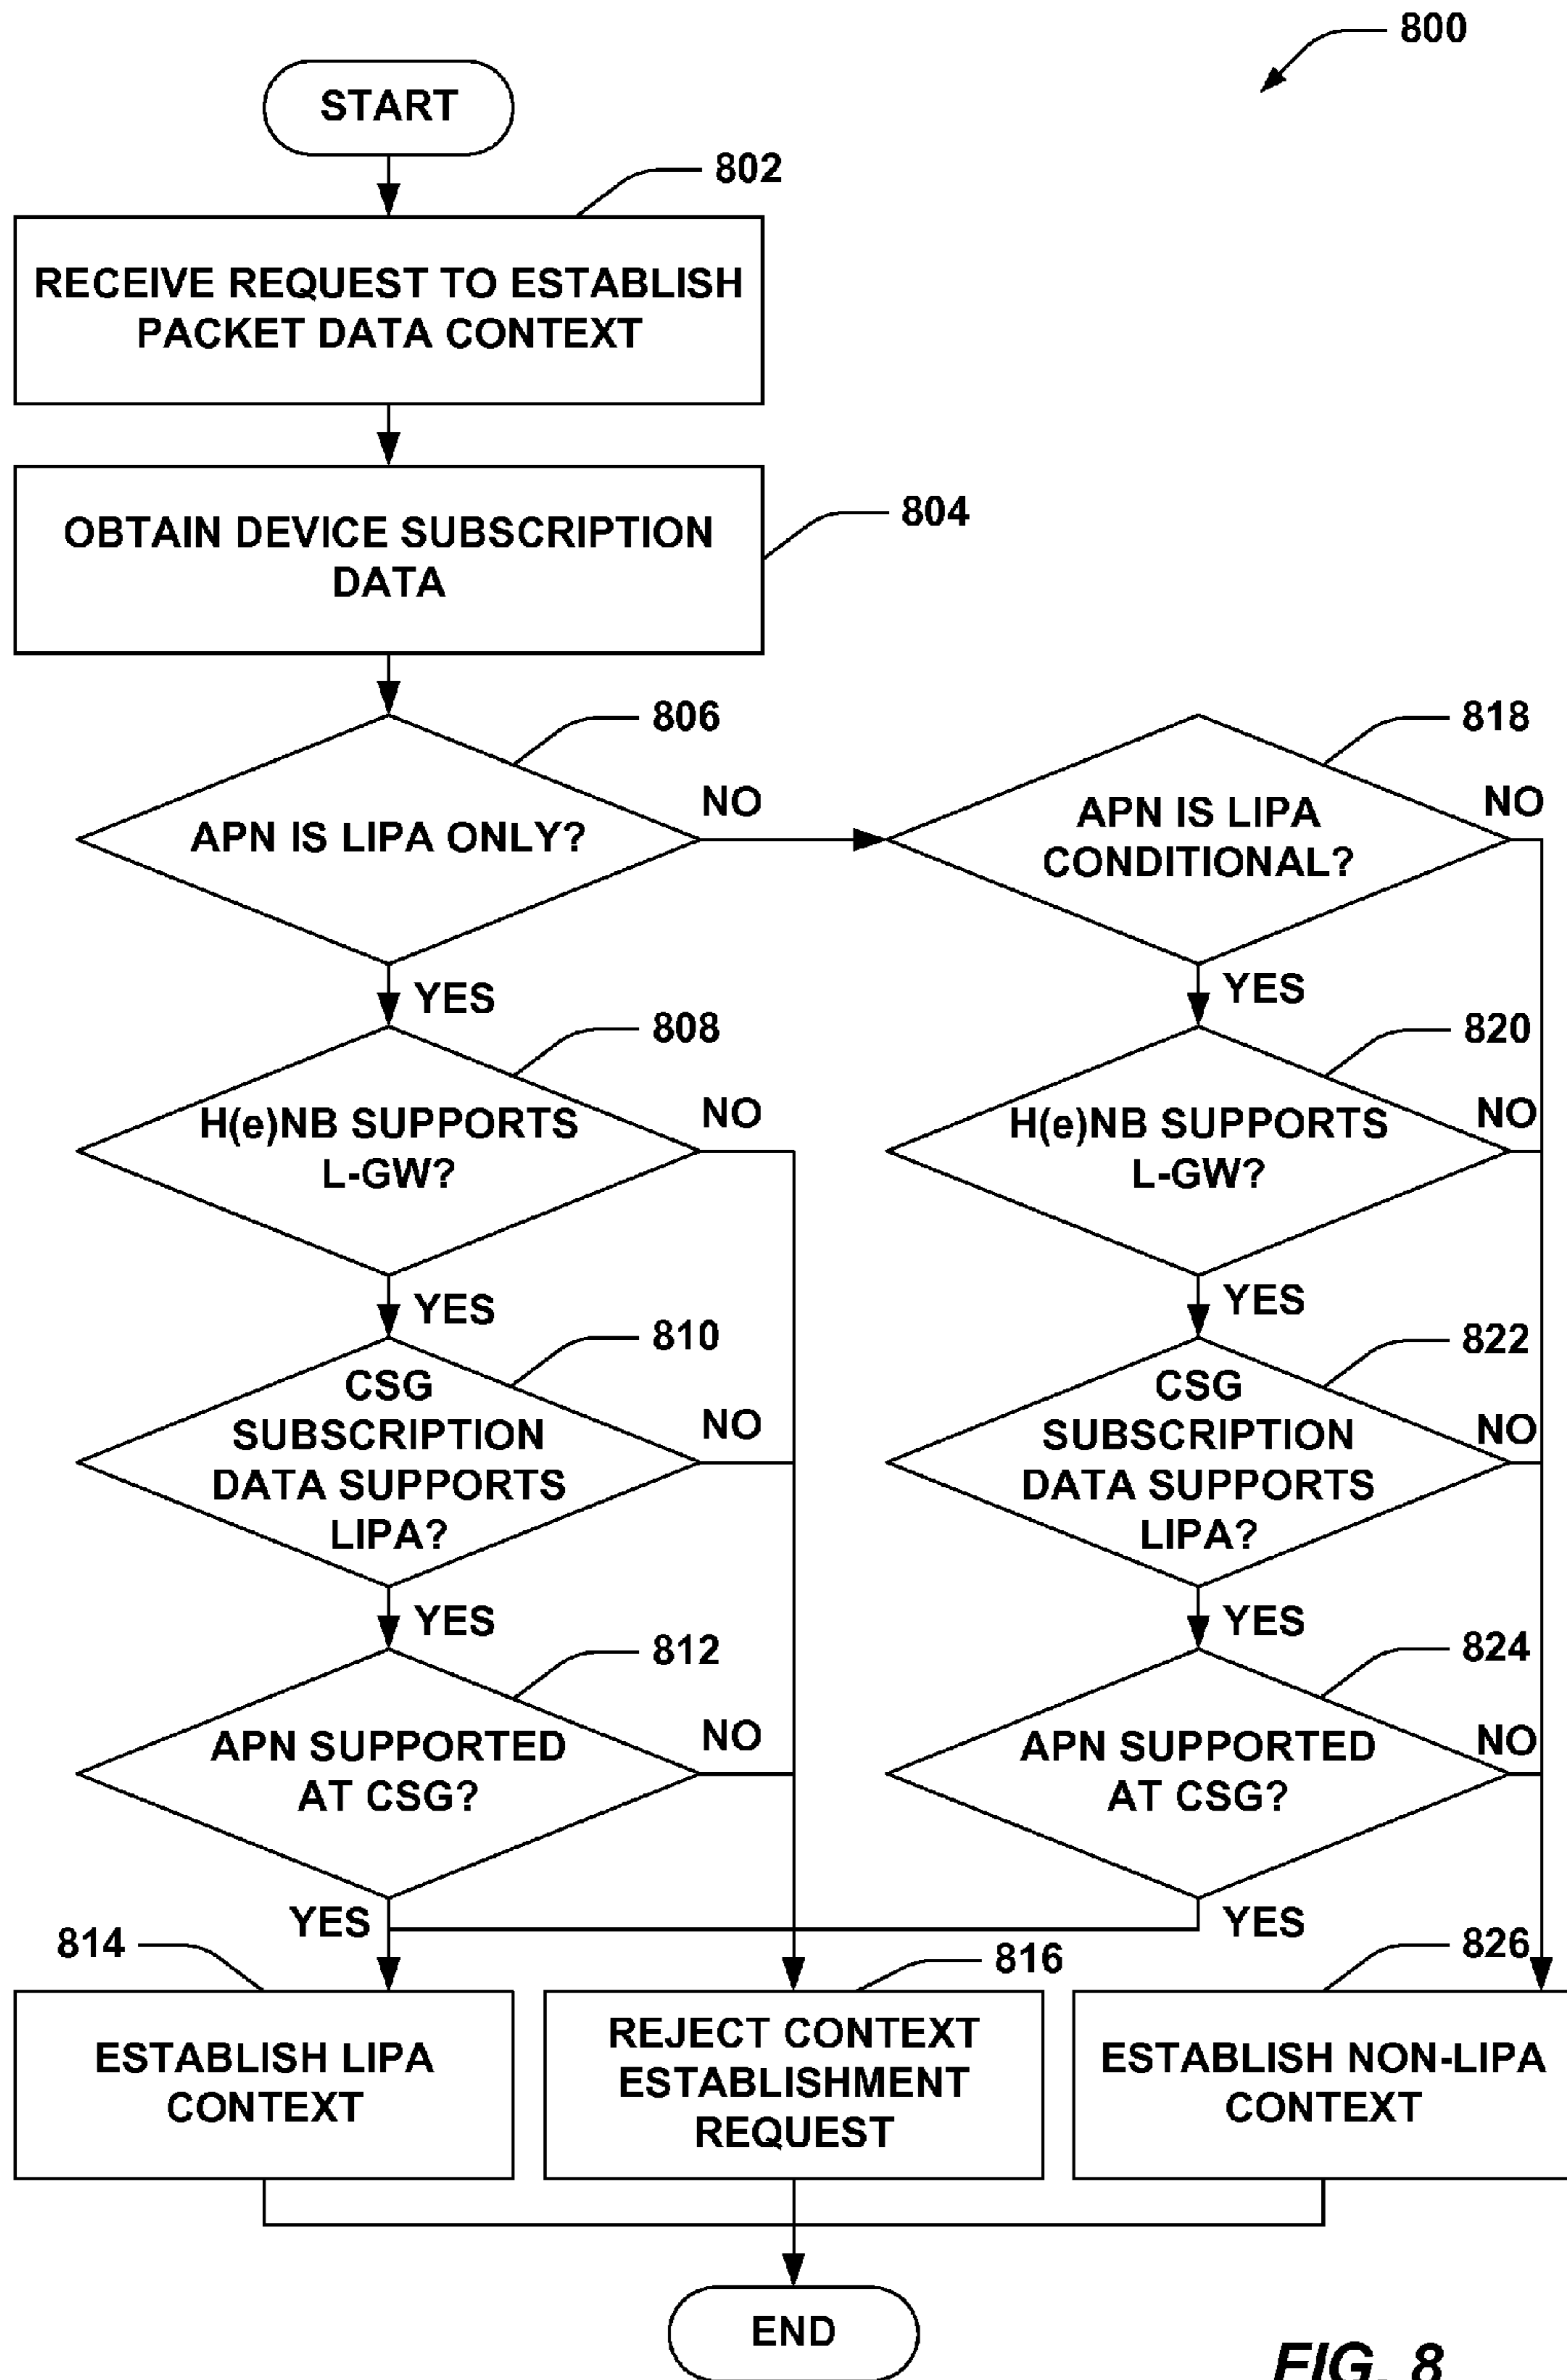 800
START
802
RECEIVE REQUEST TO ESTABLISH
PACKET DATA CONTEXT
804
OBTAIN DEVICE SUBSCRIPTION
DATA
806
APN IS LIPA ONLY?
NO
818
APN IS LIPA
CONDITIONAL?
NO
YES
YES
808
H(e)NB SUPPORTS
L-GW?
NO
820
H(e)NB SUPPORTS
L-GW?
NO
YES
YES
810
CSG
SUBSCRIPTION
DATA SUPPORTS
LIPA?
NO
822
CSG
SUBSCRIPTION
DATA SUPPORTS
LIPA?
NO
YES
YES
812
APN SUPPORTED
AT CSG?
NO
824
APN SUPPORTED
AT CSG?
NO
YES
YES
814
ESTABLISH LIPA
CONTEXT
816
REJECT CONTEXT
ESTABLISHMENT
REQUEST
826
ESTABLISH NON-LIPA
CONTEXT
END
FIG. 8